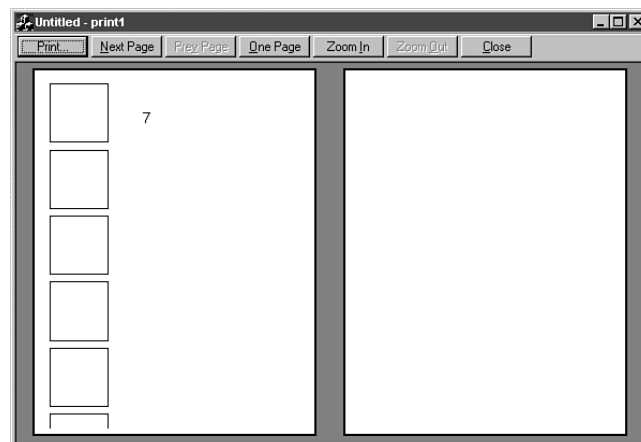 Untitled - print1
Print... Next Page Prev Page One Page Zoom In Zoom Out Close
7